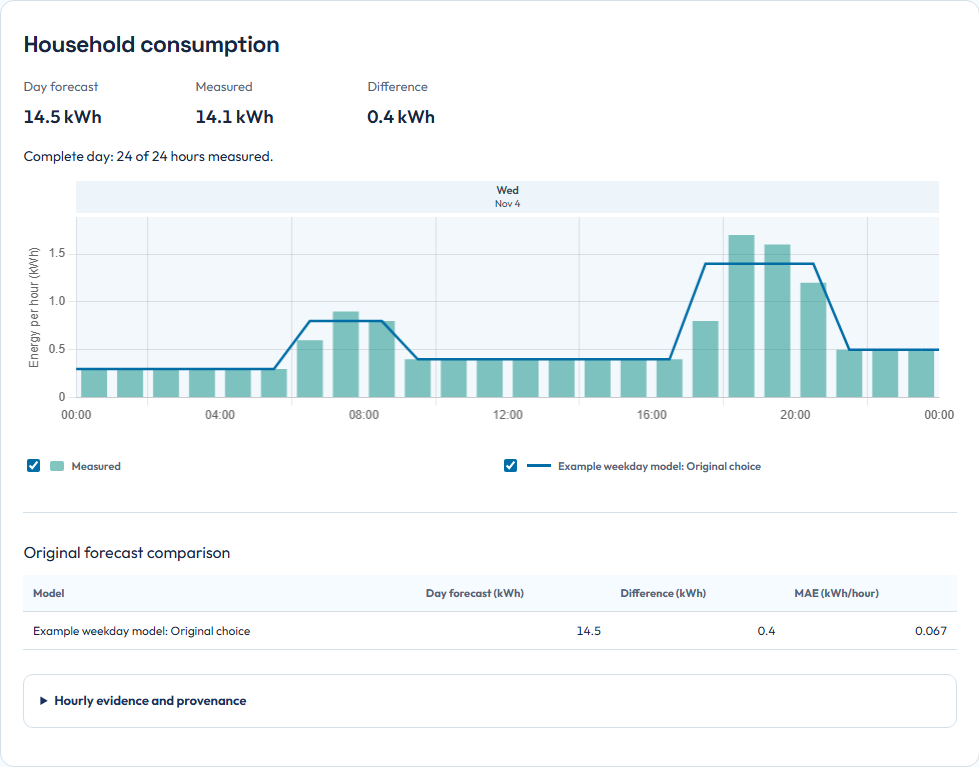 Household consumption
Day forecast Measured Difference
14.5 kWh 14.1 kWh 0.4 kWh
Complete day: 24 of 24 hours measured.
Wed
Nov 4
Energy per hour (kWh)
1.5
1.0
0.5
0
00:00 04:00 08:00 12:00 16:00 20:00 00:00
Measured Example weekday model: Original choice
Original forecast comparison
Model Day forecast (kWh) Difference (kWh) MAE (kWh/hour)
Example weekday model: Original choice 14.5 0.4 0.067
Hourly evidence and provenance